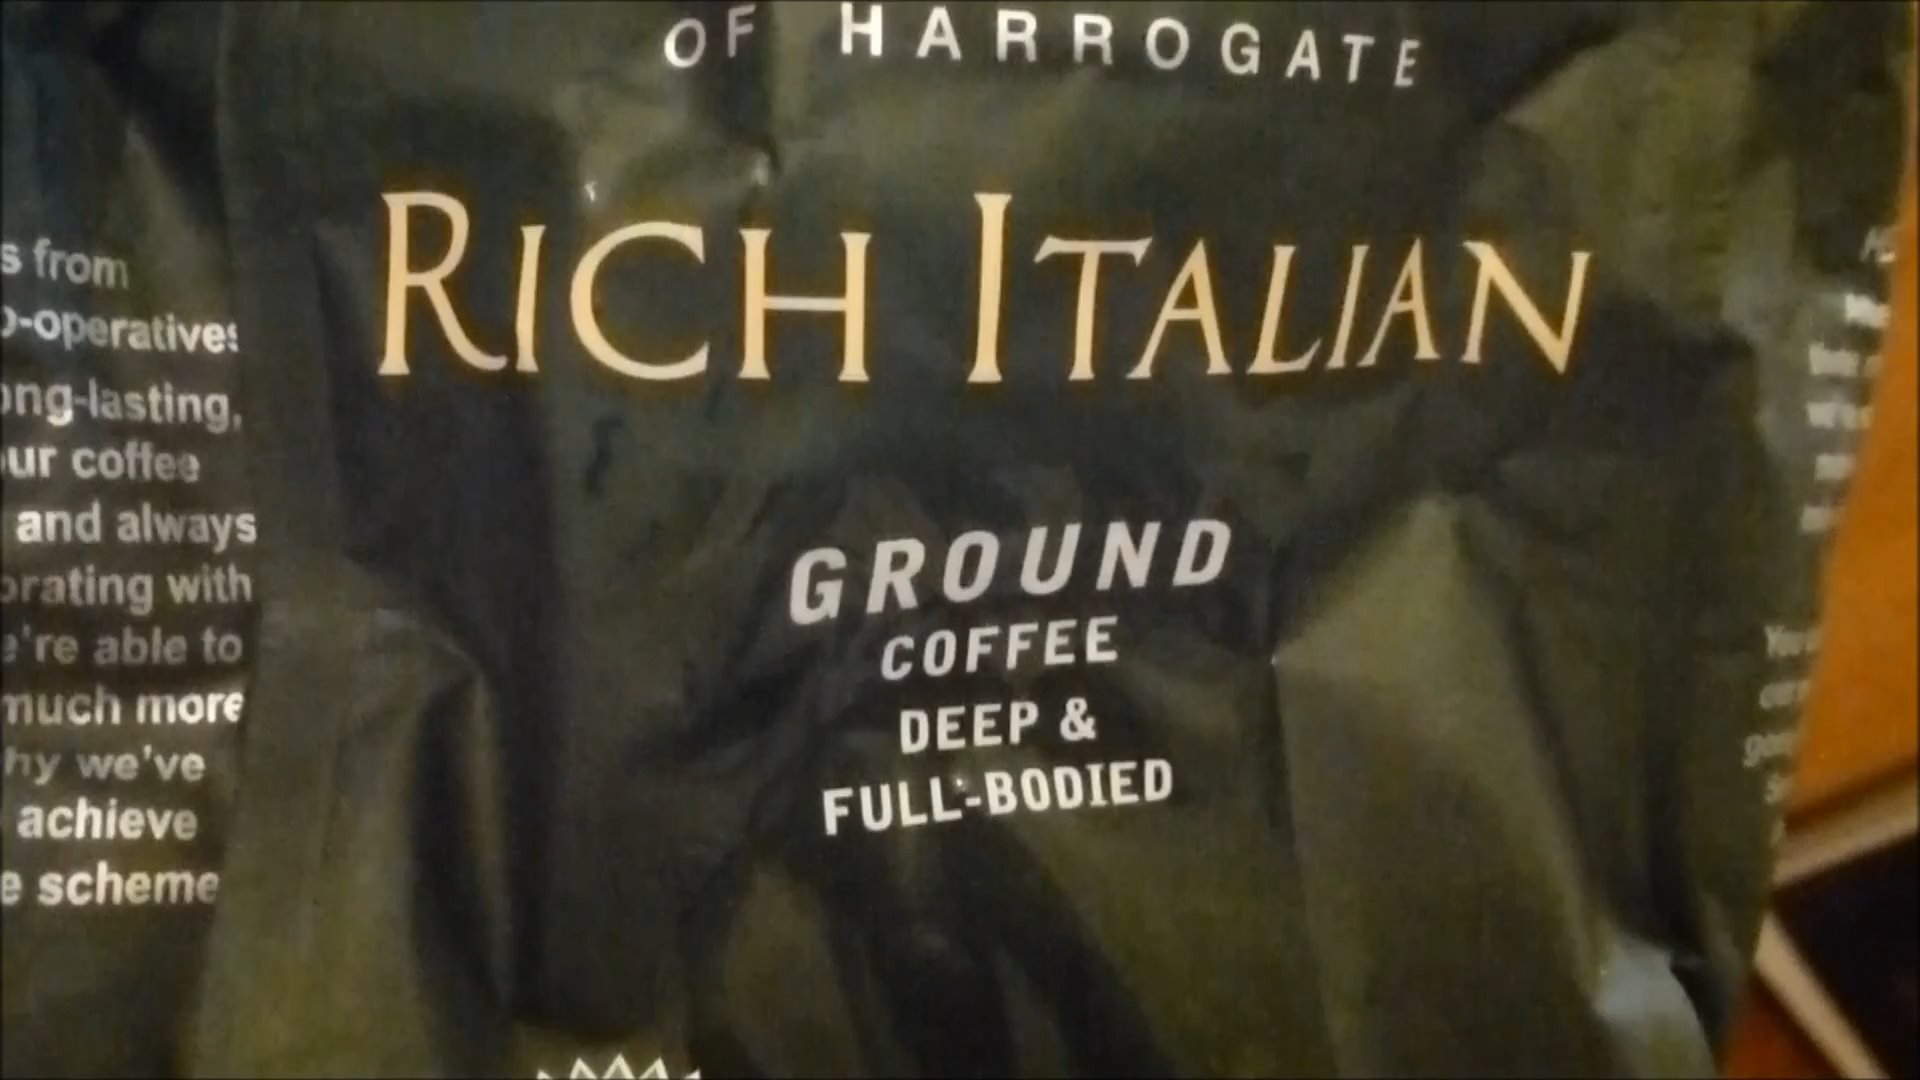 OF HARROGATE
RICH ITALIAN
GROUND
COFFEE
DEEP &
FULL-BODIED
s from
o-operatives
ong-lasting,
our coffee
and always
orating with
e're able to
much more
hy we've
achieve
e scheme